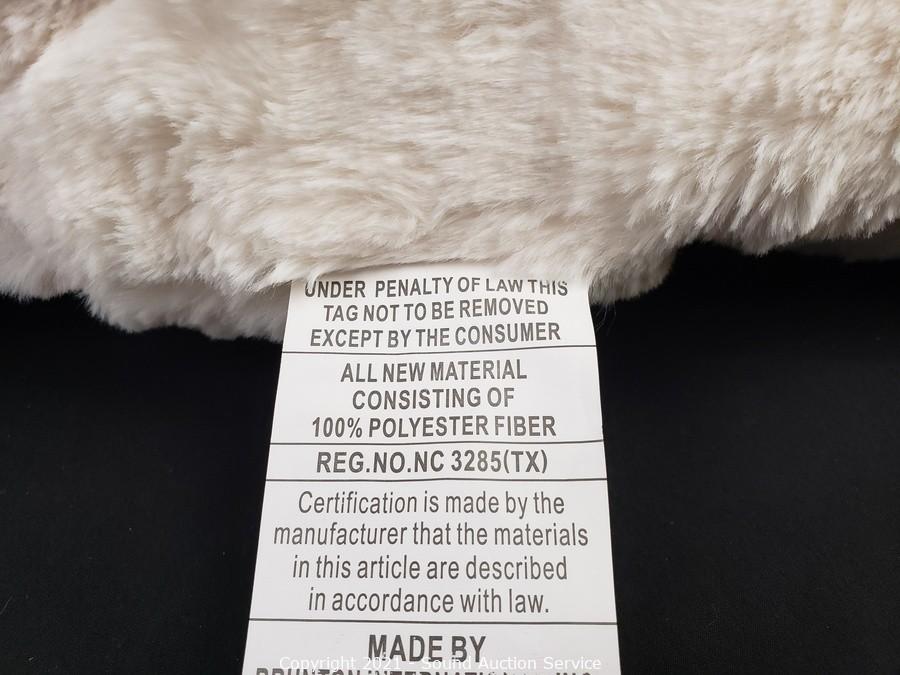 UNDER PENALTY OF LAW THIS
TAG NOT TO BE REMOVED
EXCEPT BY THE CONSUMER
ALL NEW MATERIAL
CONSISTING OF
100% POLYESTER FIBER
REG.NO.NC 3285(TX)
Certification is made by the
manufacturer that the materials
in this article are described
in accordance with law.
MADE BY
Copyright 2021 - Sound Auction Service